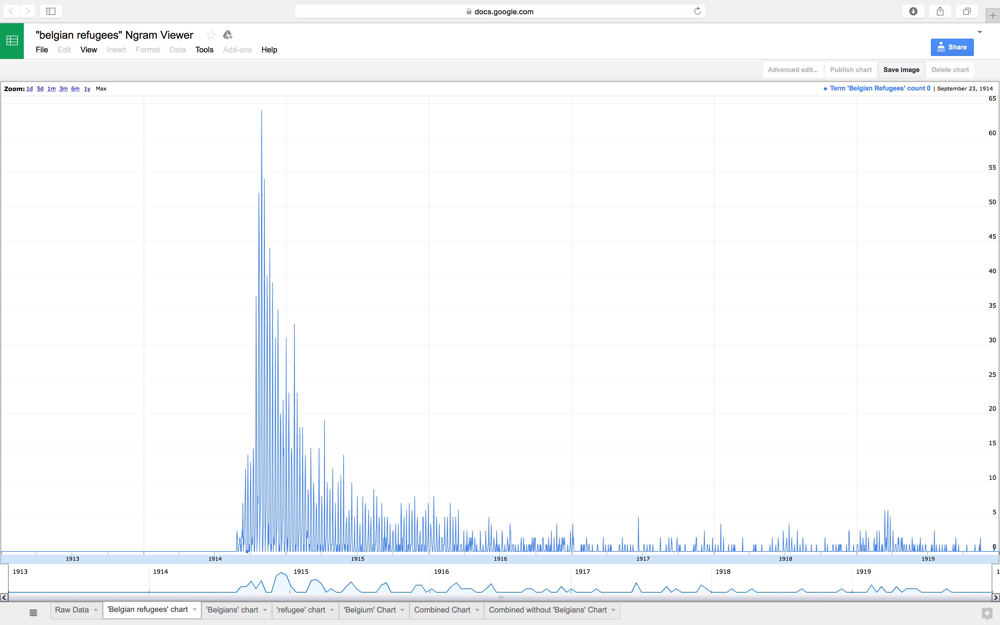 docs.google.com
"belgian refugees" Ngram Viewer
File Edit View Insert Format Data Tools Add-ons Help
Share
Advanced edit... Publish chart Save image Delete chart
Zoom: 1d 5d 1m 3m 6m 1y Max
Term 'Belgian Refugees' count 0 | September 23, 1914
65
60
55
50
45
40
35
30
25
20
15
10
5
0
1913 1914 1915 1916 1917 1918 1919
1913 1914 1915 1916 1917 1918 1919 1
Raw Data 'Belgian refugees' chart 'Belgians' chart 'refugee' chart 'Belgium' Chart Combined Chart Combined without 'Belgians' Chart